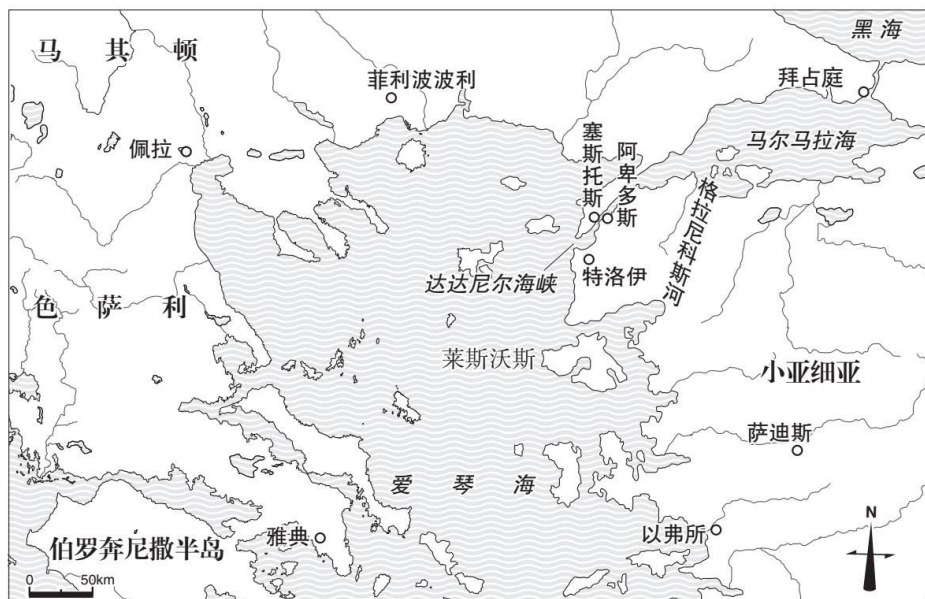 黑海
马其顿
菲利波波利
拜占庭
塞斯托斯
阿卑多斯
马尔马拉海
佩拉
格拉尼科斯河
特洛伊
达达尼尔海峡
色萨利
莱斯沃斯
小亚细亚
萨迪斯
爱琴海
N
以弗所
雅典
伯罗奔尼撒半岛
0 50km